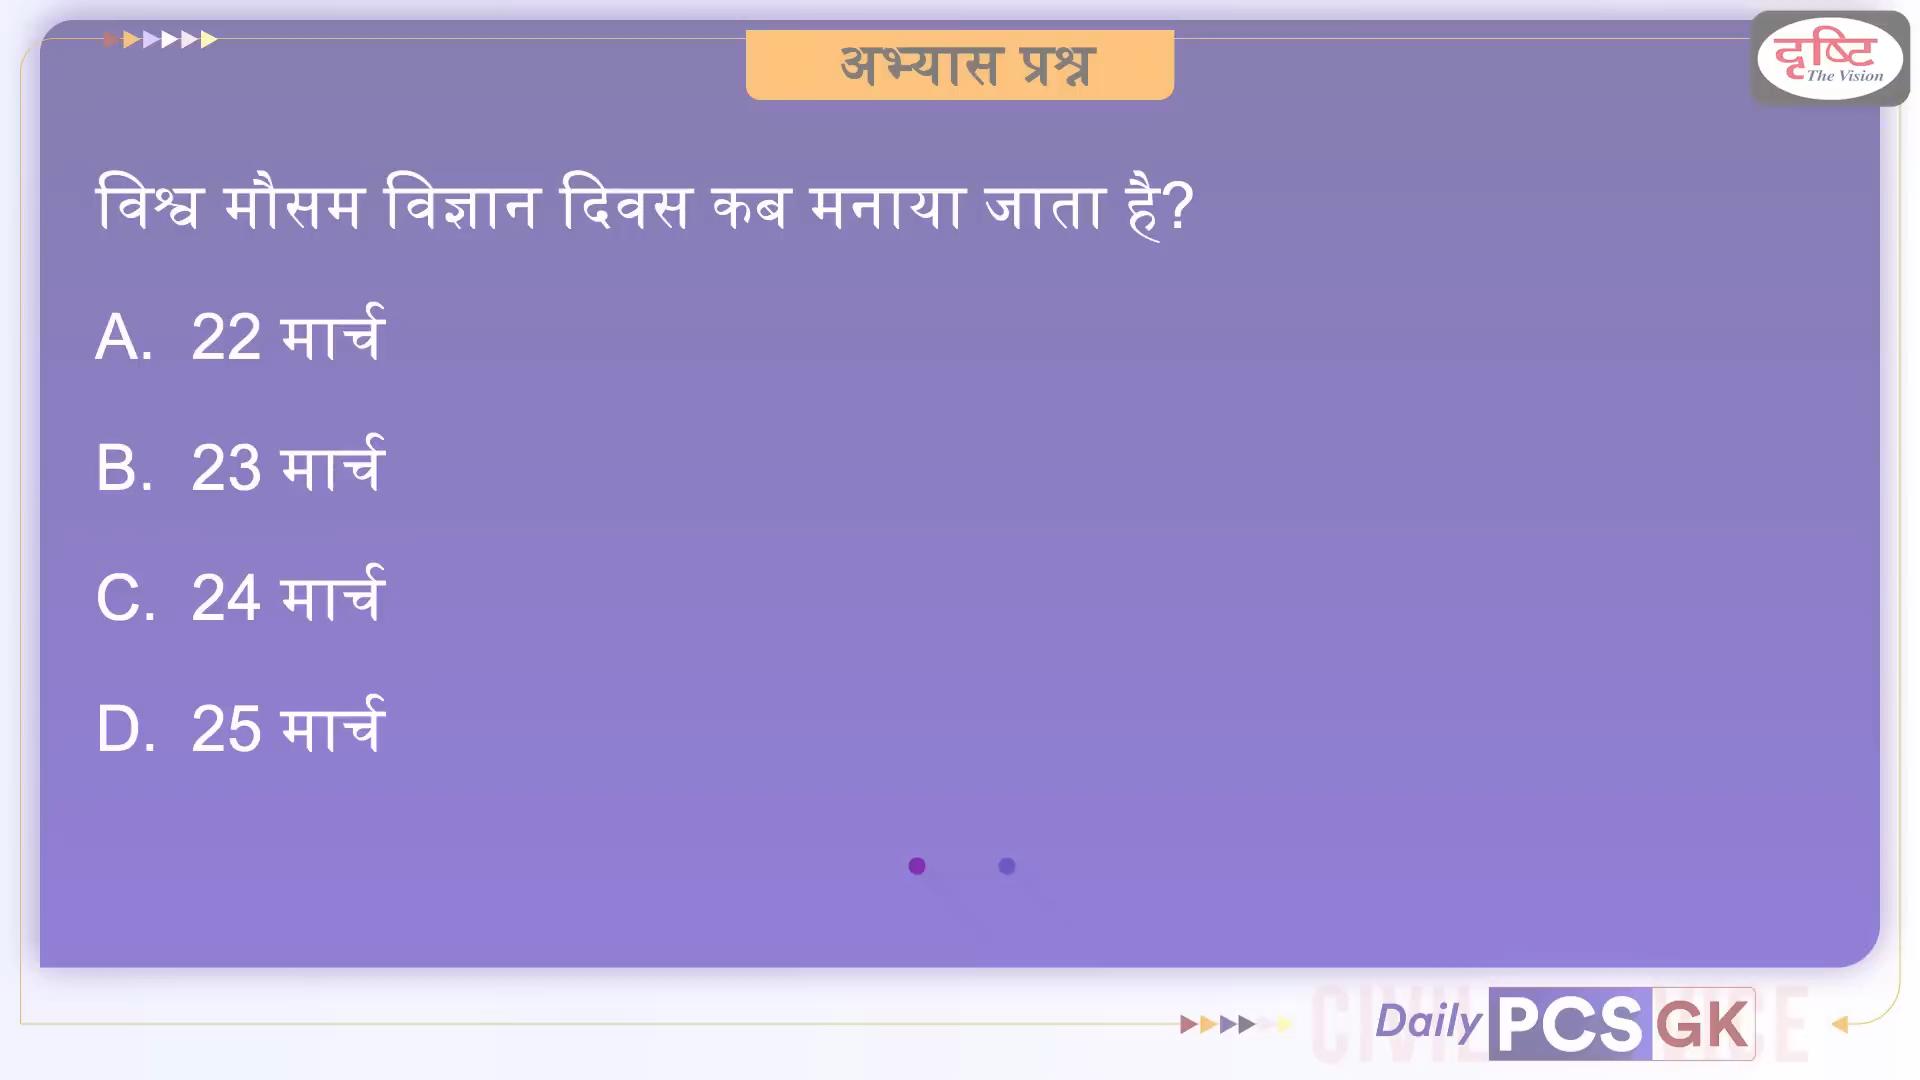 अभ्यास प्रश्न
दृष्टि
The Vision
विश्व मौसम विज्ञान दिवस कब मनाया जाता है?
A. 22 मार्च
B. 23 मार्च
C. 24 मार्च
D. 25 मार्च
Daily PCS GK